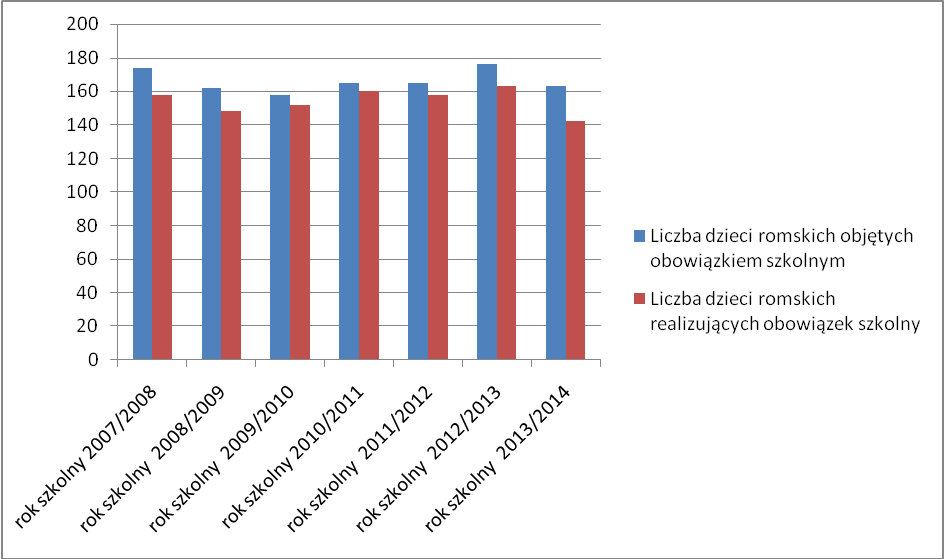 200
180
160
140
120
100
80
60
40
20
0
rok szkolny 2007/2008
rok szkolny 2008/2009
rok szkolny 2009/2010
rok szkolny 2010/2011
rok szkolny 2011/2012
rok szkolny 2012/2013
rok szkolny 2013/2014
Liczba dzieci romskich objętych
obowiązkiem szkolnym
Liczba dzieci romskich
realizujących obowiązek szkolny